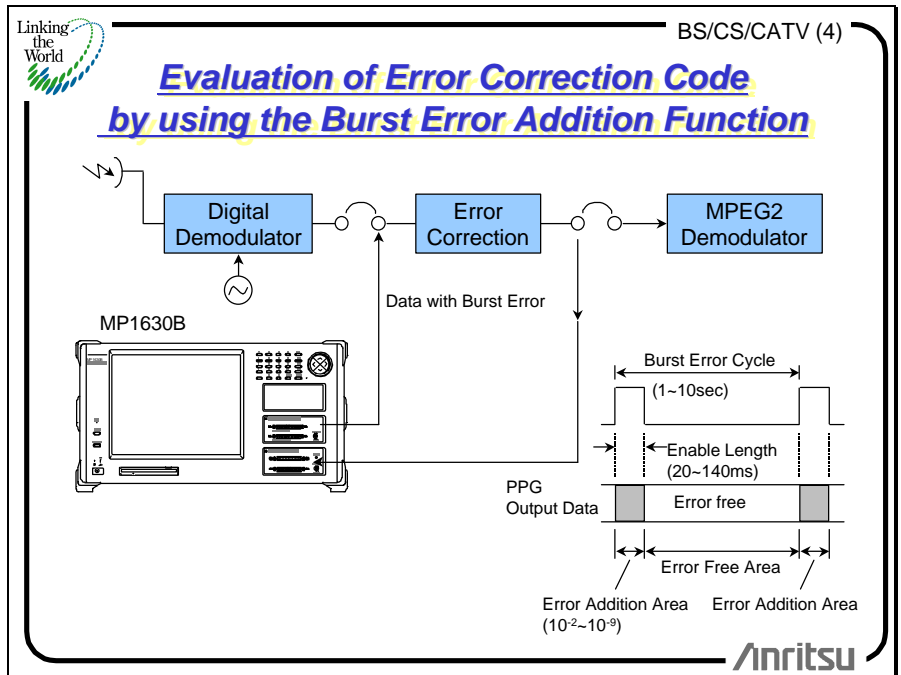 Linking
the
World
BS/CS/CATV (4)
Evaluation of Error Correction Code
by using the Burst Error Addition Function
Digital
Demodulator
Error
Correction
MPEG2
Demodulator
Data with Burst Error
MP1630B
Burst Error Cycle
(1~10sec)
Enable Length
(20~140ms)
PPG
Output Data
Error free
Error Free Area
Error Addition Area
(10⁻²~10⁻⁹)
Error Addition Area
Anritsu